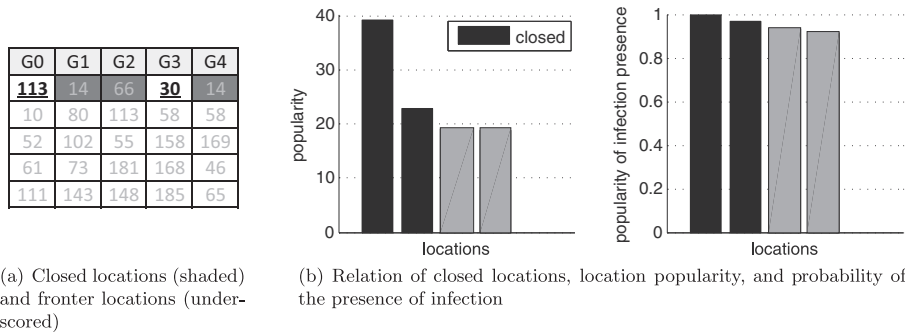 G0 G1 G2 G3 G4
113 14 66 30 14
10 80 113 58 58
52 102 55 158 169
61 73 181 168 46
111 143 148 185 65
(a) Closed locations (shaded)
and fronter locations (under-
scored)
40
30
20
10
0
popularity
closed
locations
1
0.8
0.6
0.4
0.2
0
popularity of infection presence
locations
(b) Relation of closed locations, location popularity, and probability of
the presence of infection